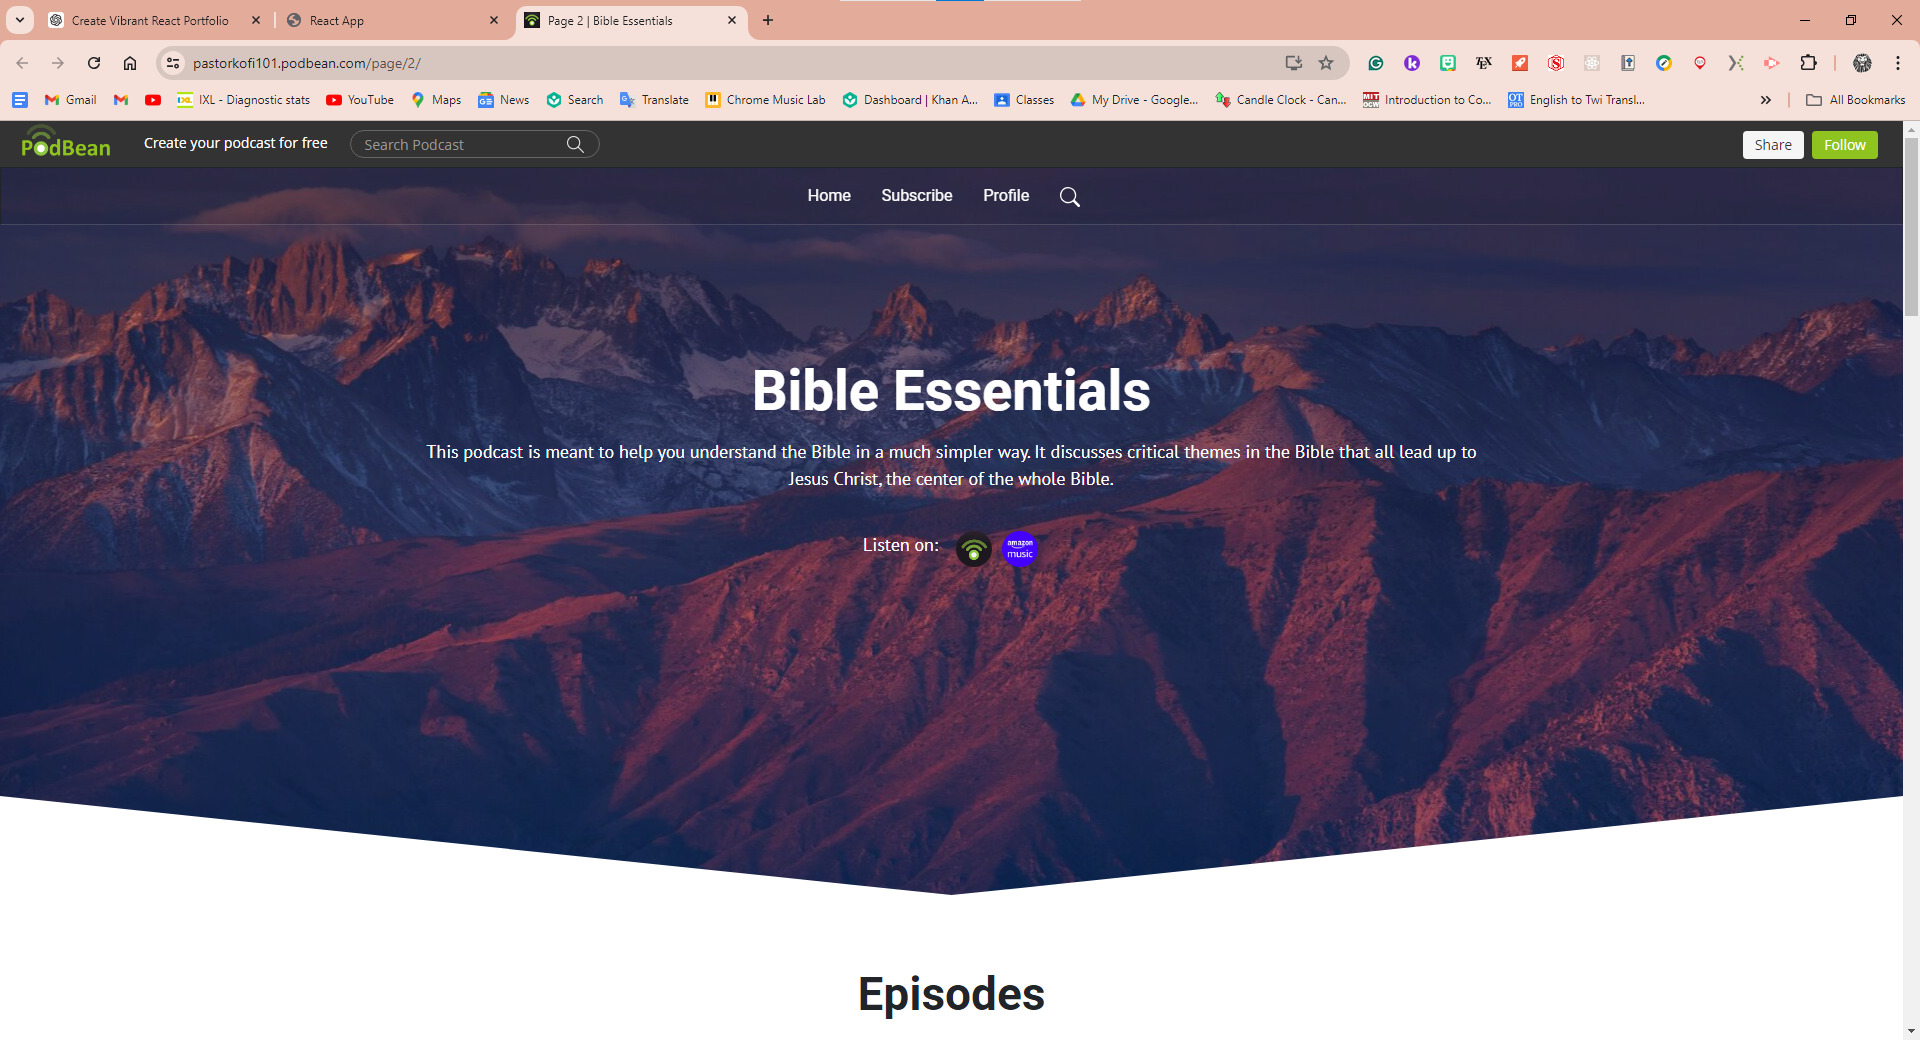 Create Vibrant React Portfolio
React App
Page 2 | Bible Essentials
pastorkofi101.podbean.com/page/2/
Gmail
IXL - Diagnostic stats
YouTube
Maps
News
Search
Translate
Chrome Music Lab
Dashboard | Khan A...
Classes
My Drive - Google...
Candle Clock - Can...
MIT OCW
Introduction to Co...
OT PRO
English to Twi Transl...
All Bookmarks
PodBean
Create your podcast for free
Search Podcast
Share
Follow
Home
Subscribe
Profile
Bible Essentials
This podcast is meant to help you understand the Bible in a much simpler way. It discusses critical themes in the Bible that all lead up to
Jesus Christ, the center of the whole Bible.
Listen on:
amazon
music
Episodes